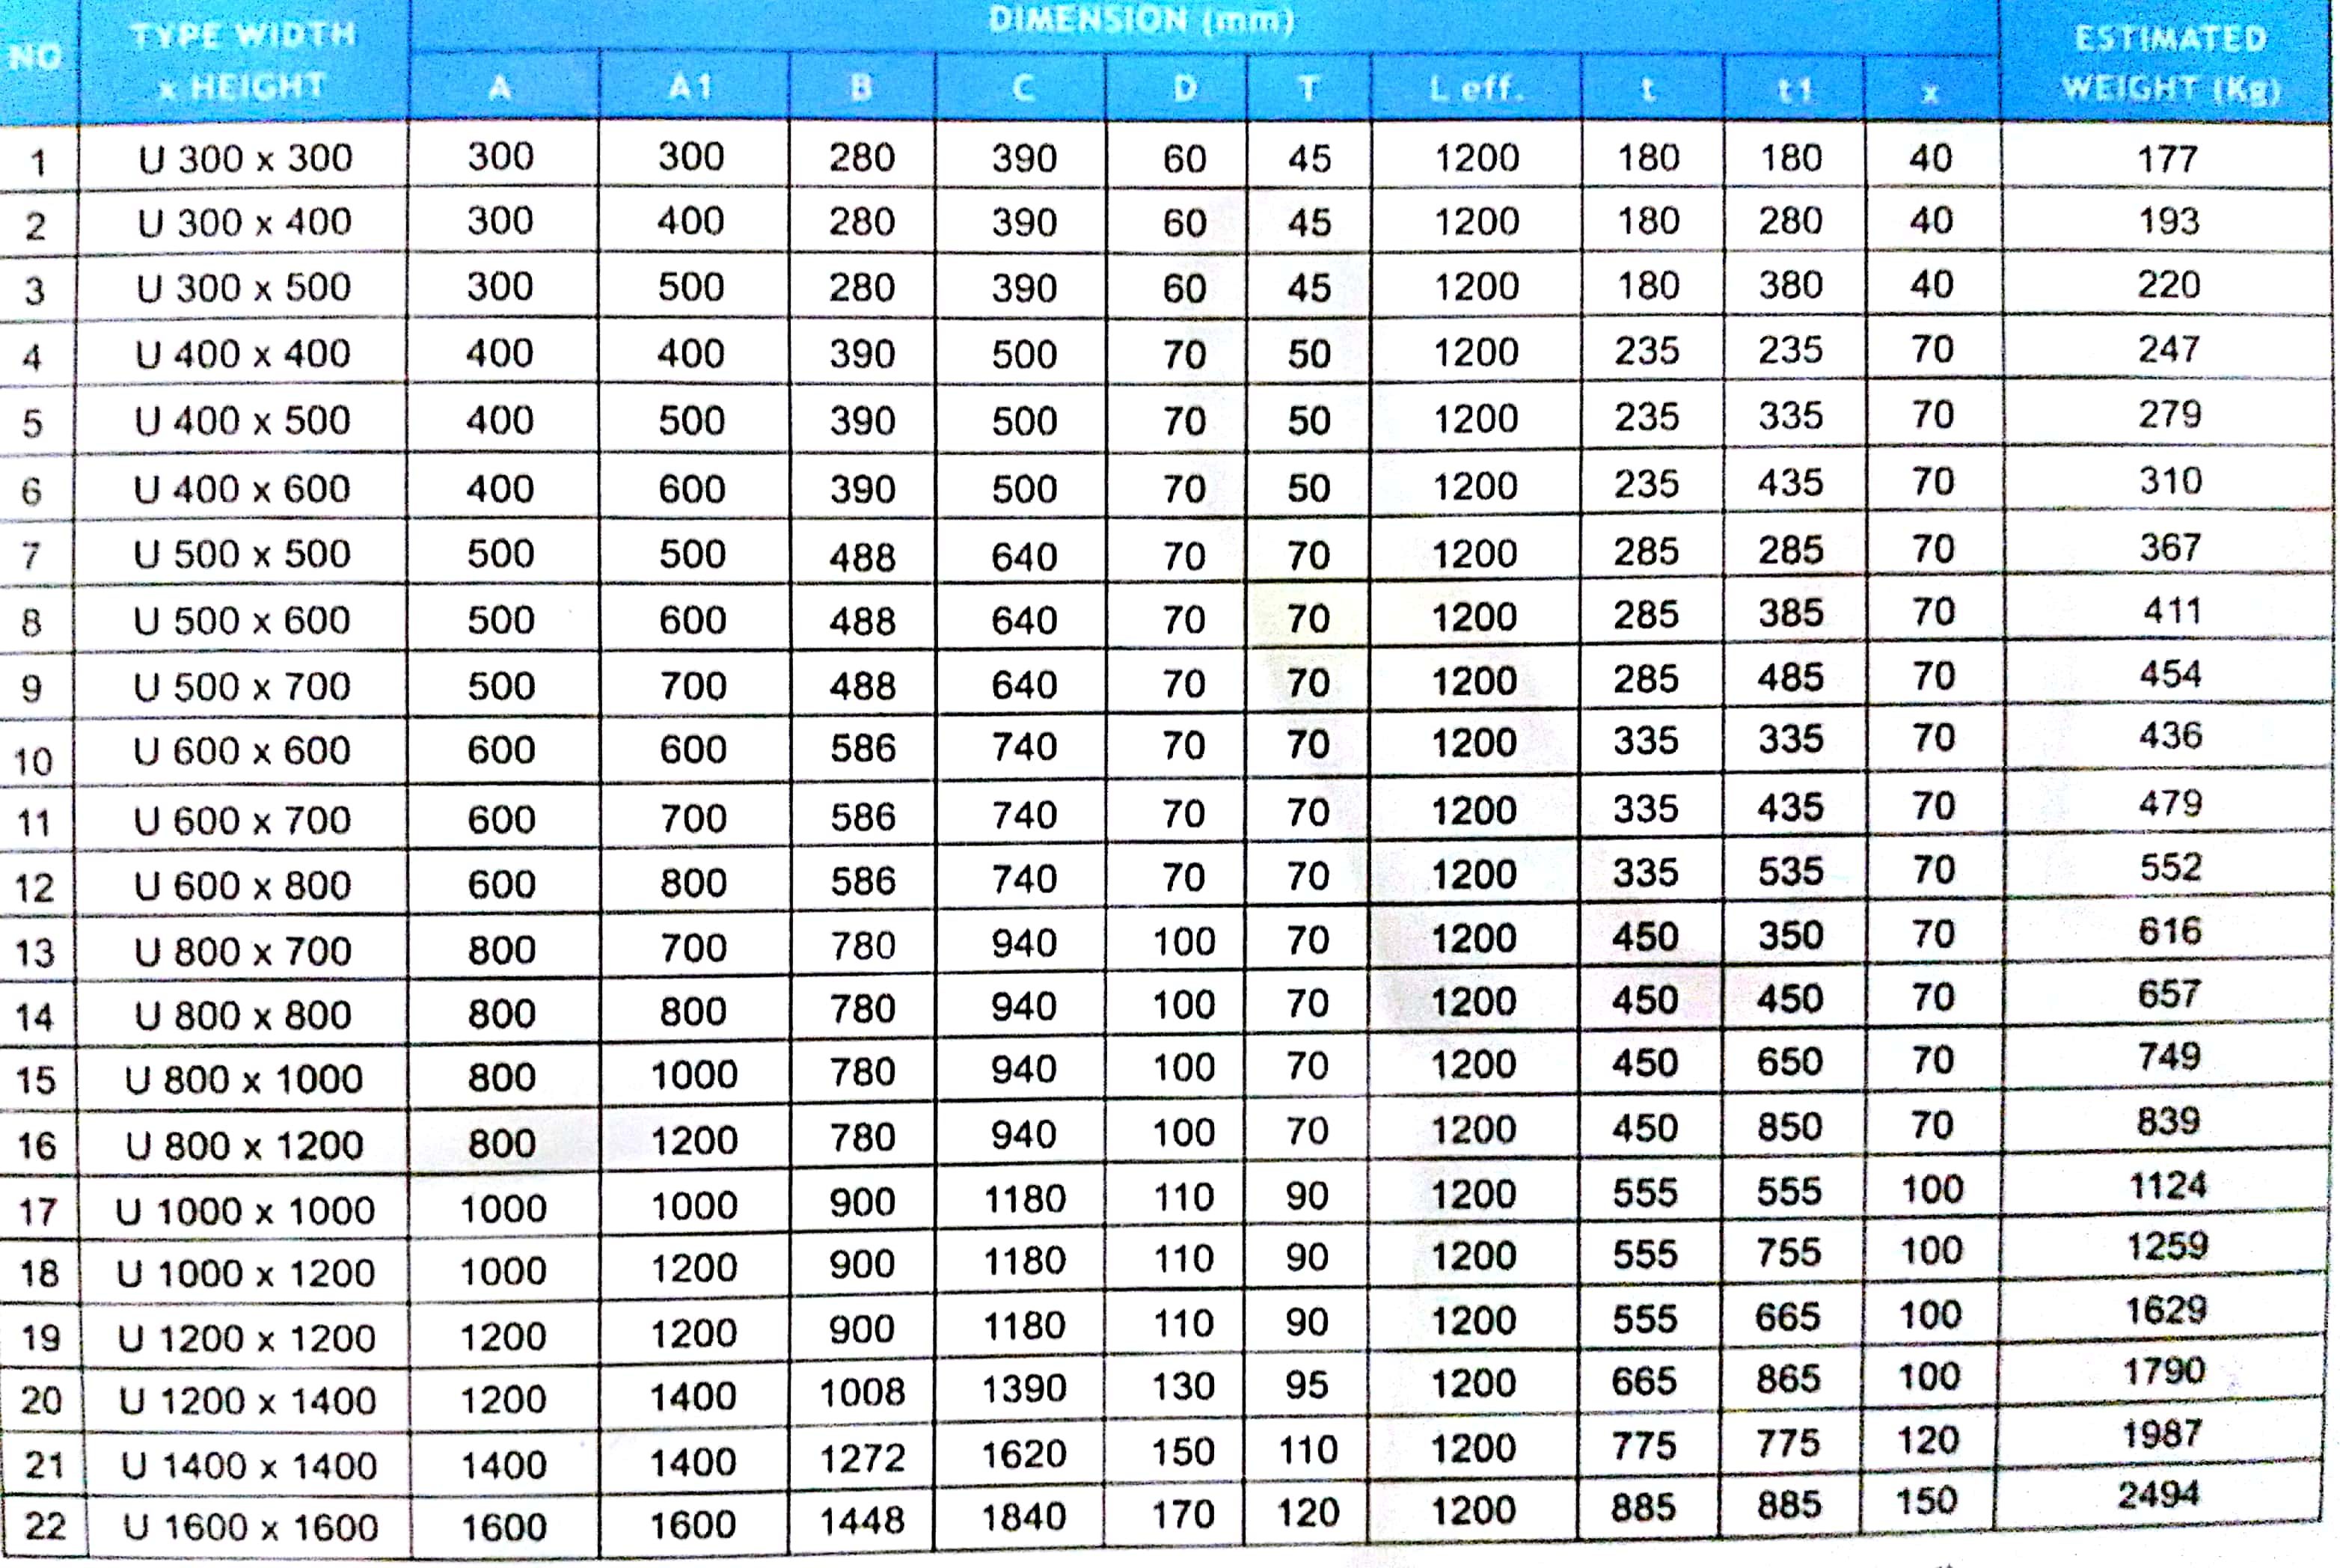 NO TYPE WIDTH x HEIGHT DIMENSION (mm) ESTIMATED WEIGHT (Kg)
A A1 B C D T L eff. t t1 x
1 U 300 x 300 300 300 280 390 60 45 1200 180 180 40 177
2 U 300 x 400 300 400 280 390 60 45 1200 180 280 40 193
3 U 300 x 500 300 500 280 390 60 45 1200 180 380 40 220
4 U 400 x 400 400 400 390 500 70 50 1200 235 235 70 247
5 U 400 x 500 400 500 390 500 70 50 1200 235 335 70 279
6 U 400 x 600 400 600 390 500 70 50 1200 235 435 70 310
7 U 500 x 500 500 500 488 640 70 70 1200 285 285 70 367
8 U 500 x 600 500 600 488 640 70 70 1200 285 385 70 411
9 U 500 x 700 500 700 488 640 70 70 1200 285 485 70 454
10 U 600 x 600 600 600 586 740 70 70 1200 335 335 70 436
11 U 600 x 700 600 700 586 740 70 70 1200 335 435 70 479
12 U 600 x 800 600 800 586 740 70 70 1200 335 535 70 552
13 U 800 x 700 800 700 780 940 100 70 1200 450 350 70 616
14 U 800 x 800 800 800 780 940 100 70 1200 450 450 70 657
15 U 800 x 1000 800 1000 780 940 100 70 1200 450 650 70 749
16 U 800 x 1200 800 1200 780 940 100 70 1200 450 850 70 839
17 U 1000 x 1000 1000 1000 900 1180 110 90 1200 555 555 100 1124
18 U 1000 x 1200 1000 1200 900 1180 110 90 1200 555 755 100 1259
19 U 1200 x 1200 1200 1200 900 1180 110 90 1200 555 665 100 1629
20 U 1200 x 1400 1200 1400 1008 1390 130 95 1200 665 865 100 1790
21 U 1400 x 1400 1400 1400 1272 1620 150 110 1200 775 775 120 1987
22 U 1600 x 1600 1600 1600 1448 1840 170 120 1200 885 885 150 2494